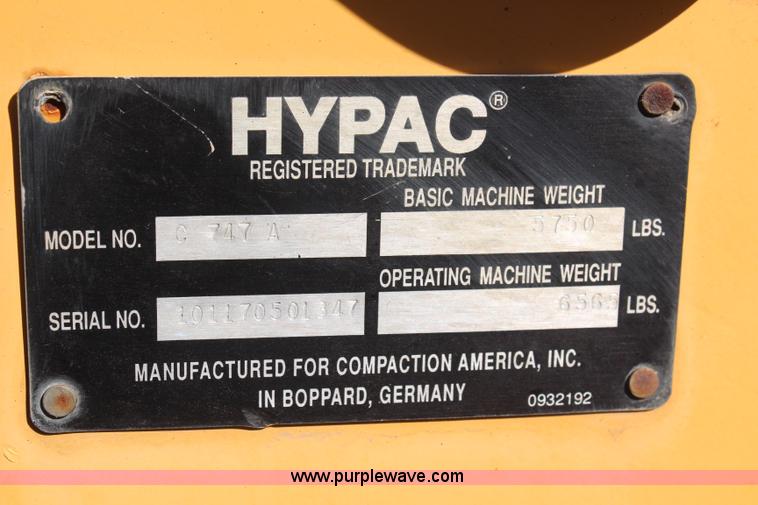 HYPAC®
REGISTERED TRADEMARK
BASIC MACHINE WEIGHT
MODEL NO. C 747 A 5750 LBS.
OPERATING MACHINE WEIGHT
SERIAL NO. 101170501347 LBS.
MANUFACTURED FOR COMPACTION AMERICA, INC.
IN BOPPARD, GERMANY 0932192
www.purplewave.com